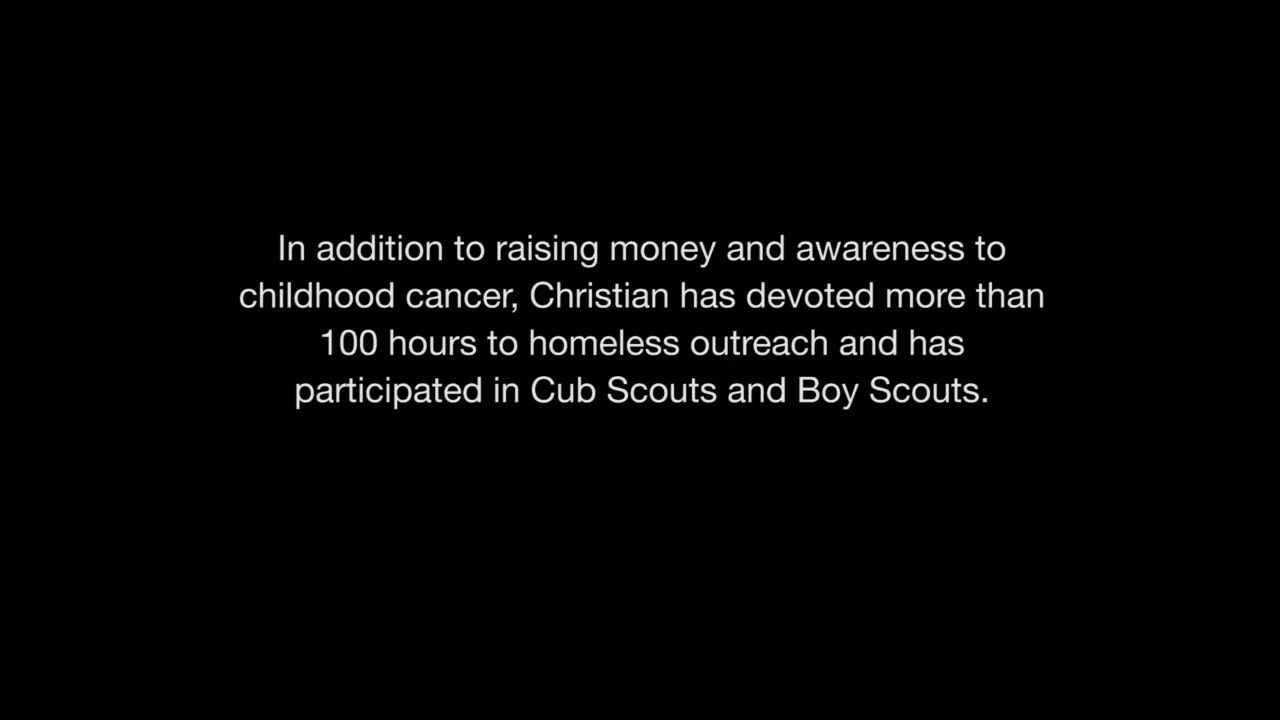 In addition to raising money and awareness to
childhood cancer, Christian has devoted more than
100 hours to homeless outreach and has
participated in Cub Scouts and Boy Scouts.